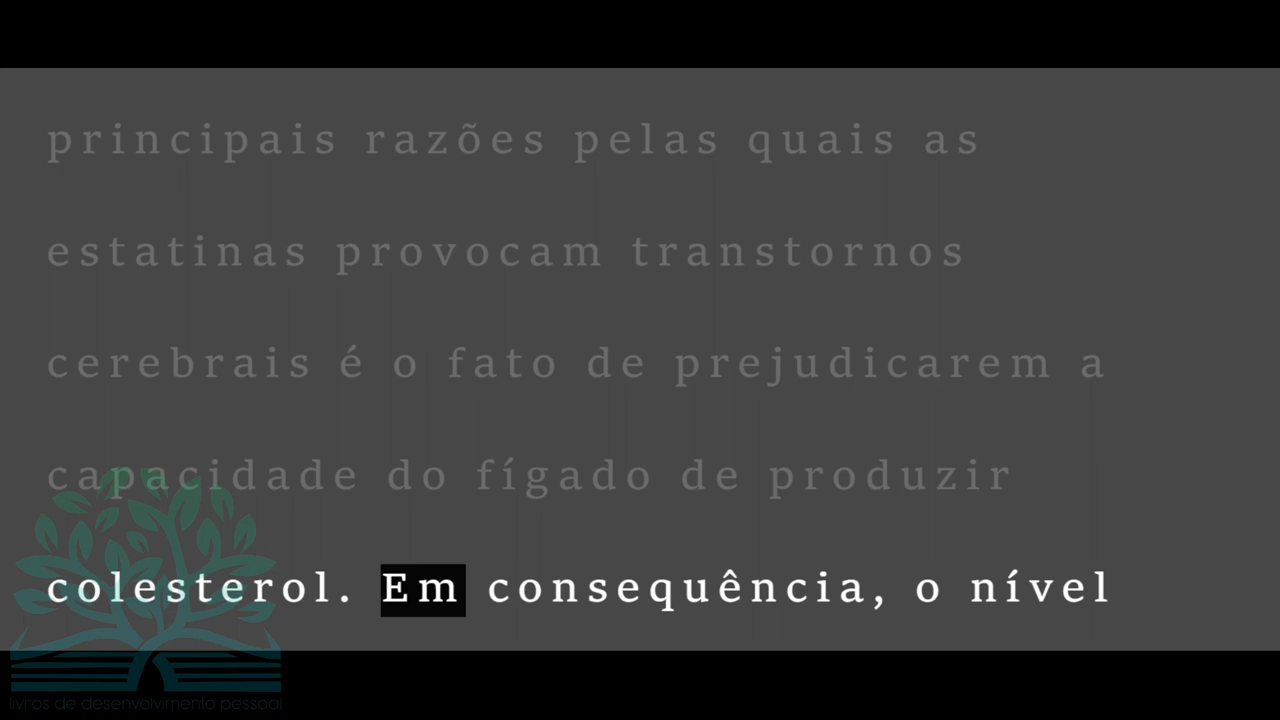 principais razões pelas quais as
estatinas provocam transtornos
cerebrais é o fato de prejudicarem a
capacidade do fígado de produzir
colesterol. Em consequência, o nível
livros de desenvolvimento pessoal